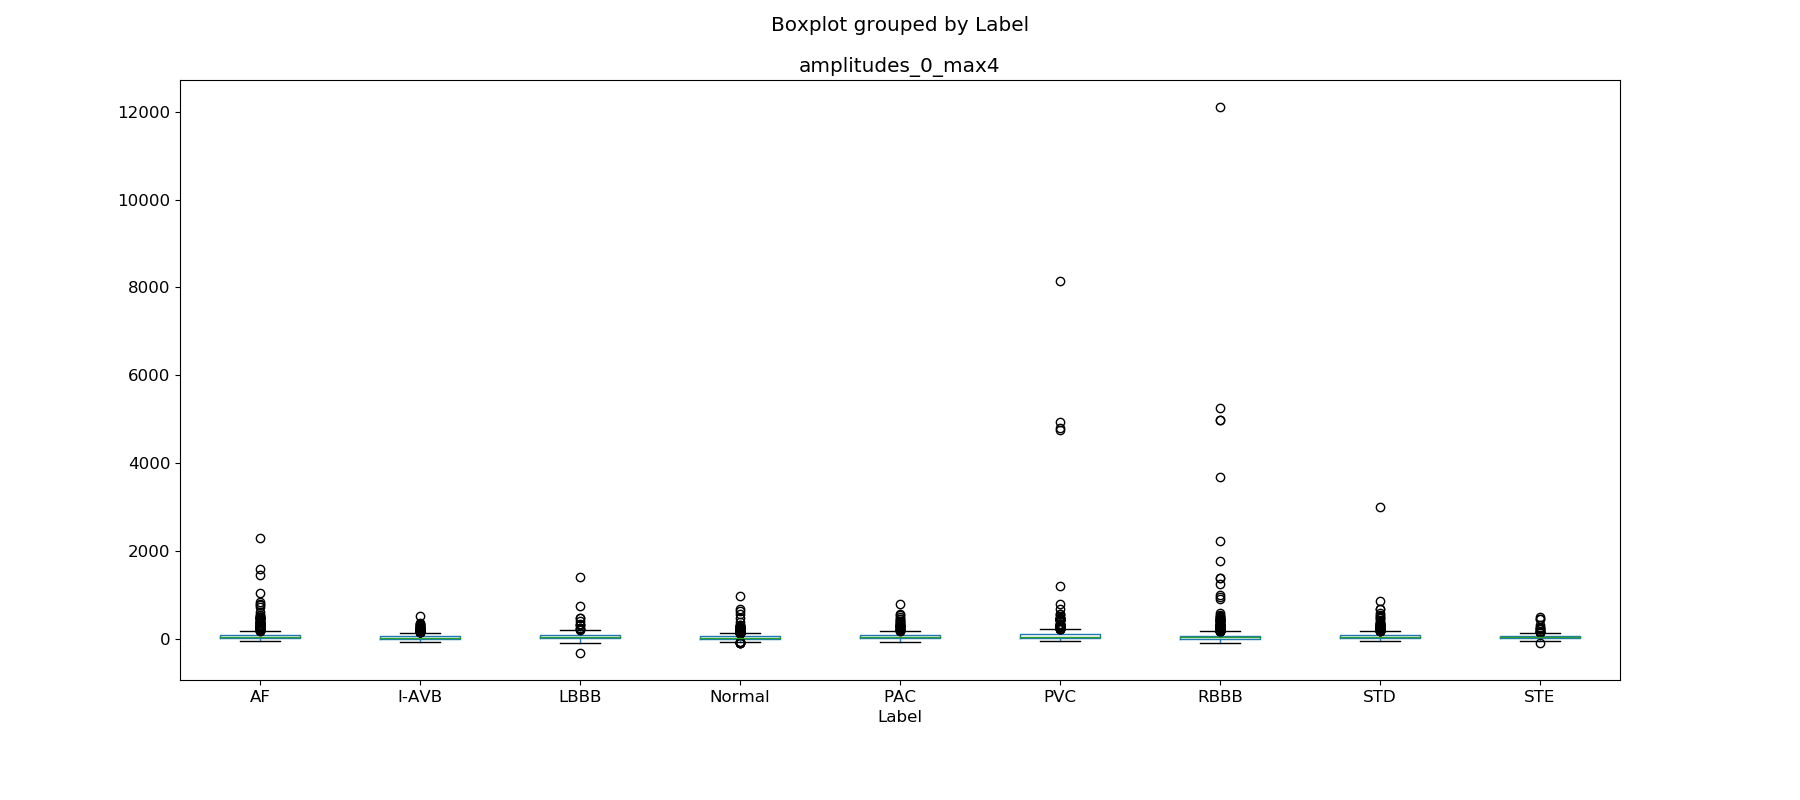 Boxplot grouped by Label
amplitudes_0_max4
12000
10000
8000
6000
4000
2000
0
AF I-AVB LBBB Normal PAC PVC RBBB STD STE
Label